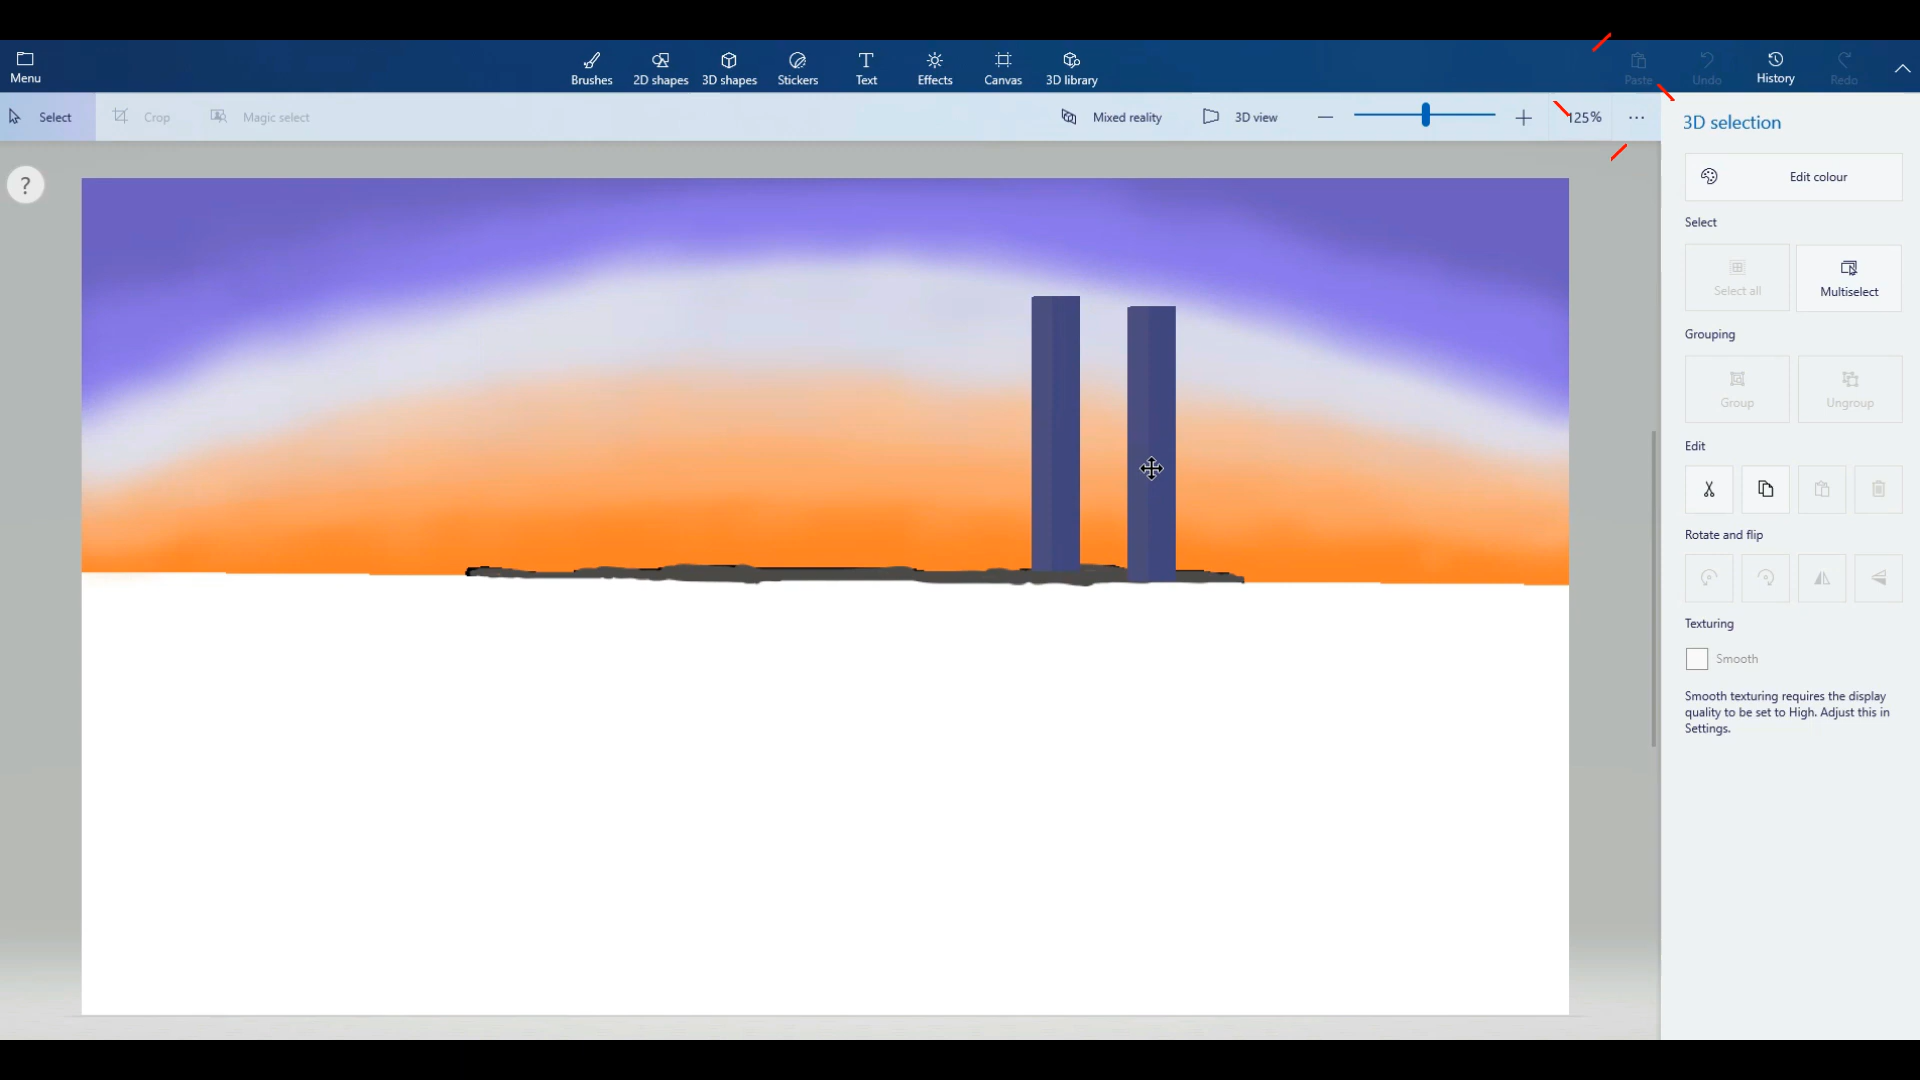 Menu
Brushes
2D shapes
3D shapes
Stickers
Text
Effects
Canvas
3D library
Paste
Undo
History
Redo
Select
Crop
Magic select
Mixed reality
3D view
125%
?
3D selection
Edit colour
Select
Select all
Multiselect
Grouping
Group
Ungroup
Edit
Rotate and flip
Texturing
Smooth
Smooth texturing requires the display
quality to be set to High. Adjust this in
Settings.